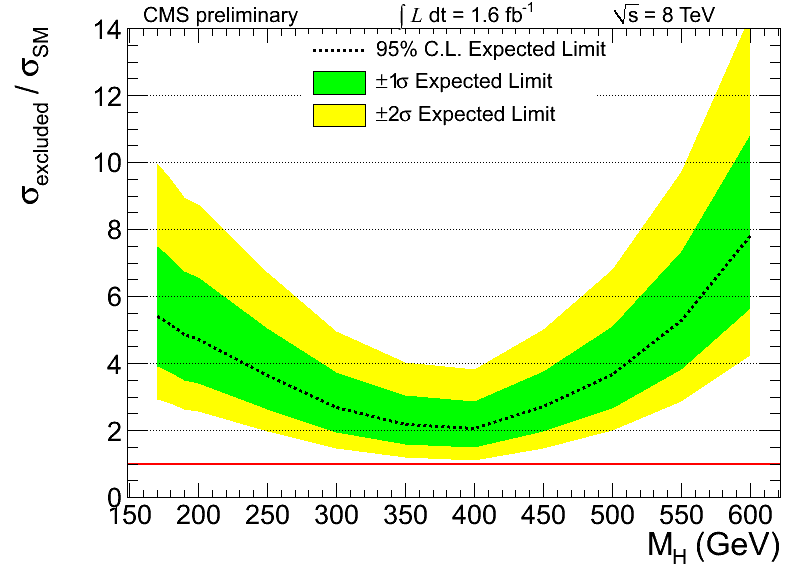 CMS preliminary ∫ L dt = 1.6 fb⁻¹ √s = 8 TeV
σexcluded / σSM
95% C.L. Expected Limit
±1σ Expected Limit
±2σ Expected Limit
14
12
10
8
6
4
2
0
150 200 250 300 350 400 450 500 550 600
M_H (GeV)